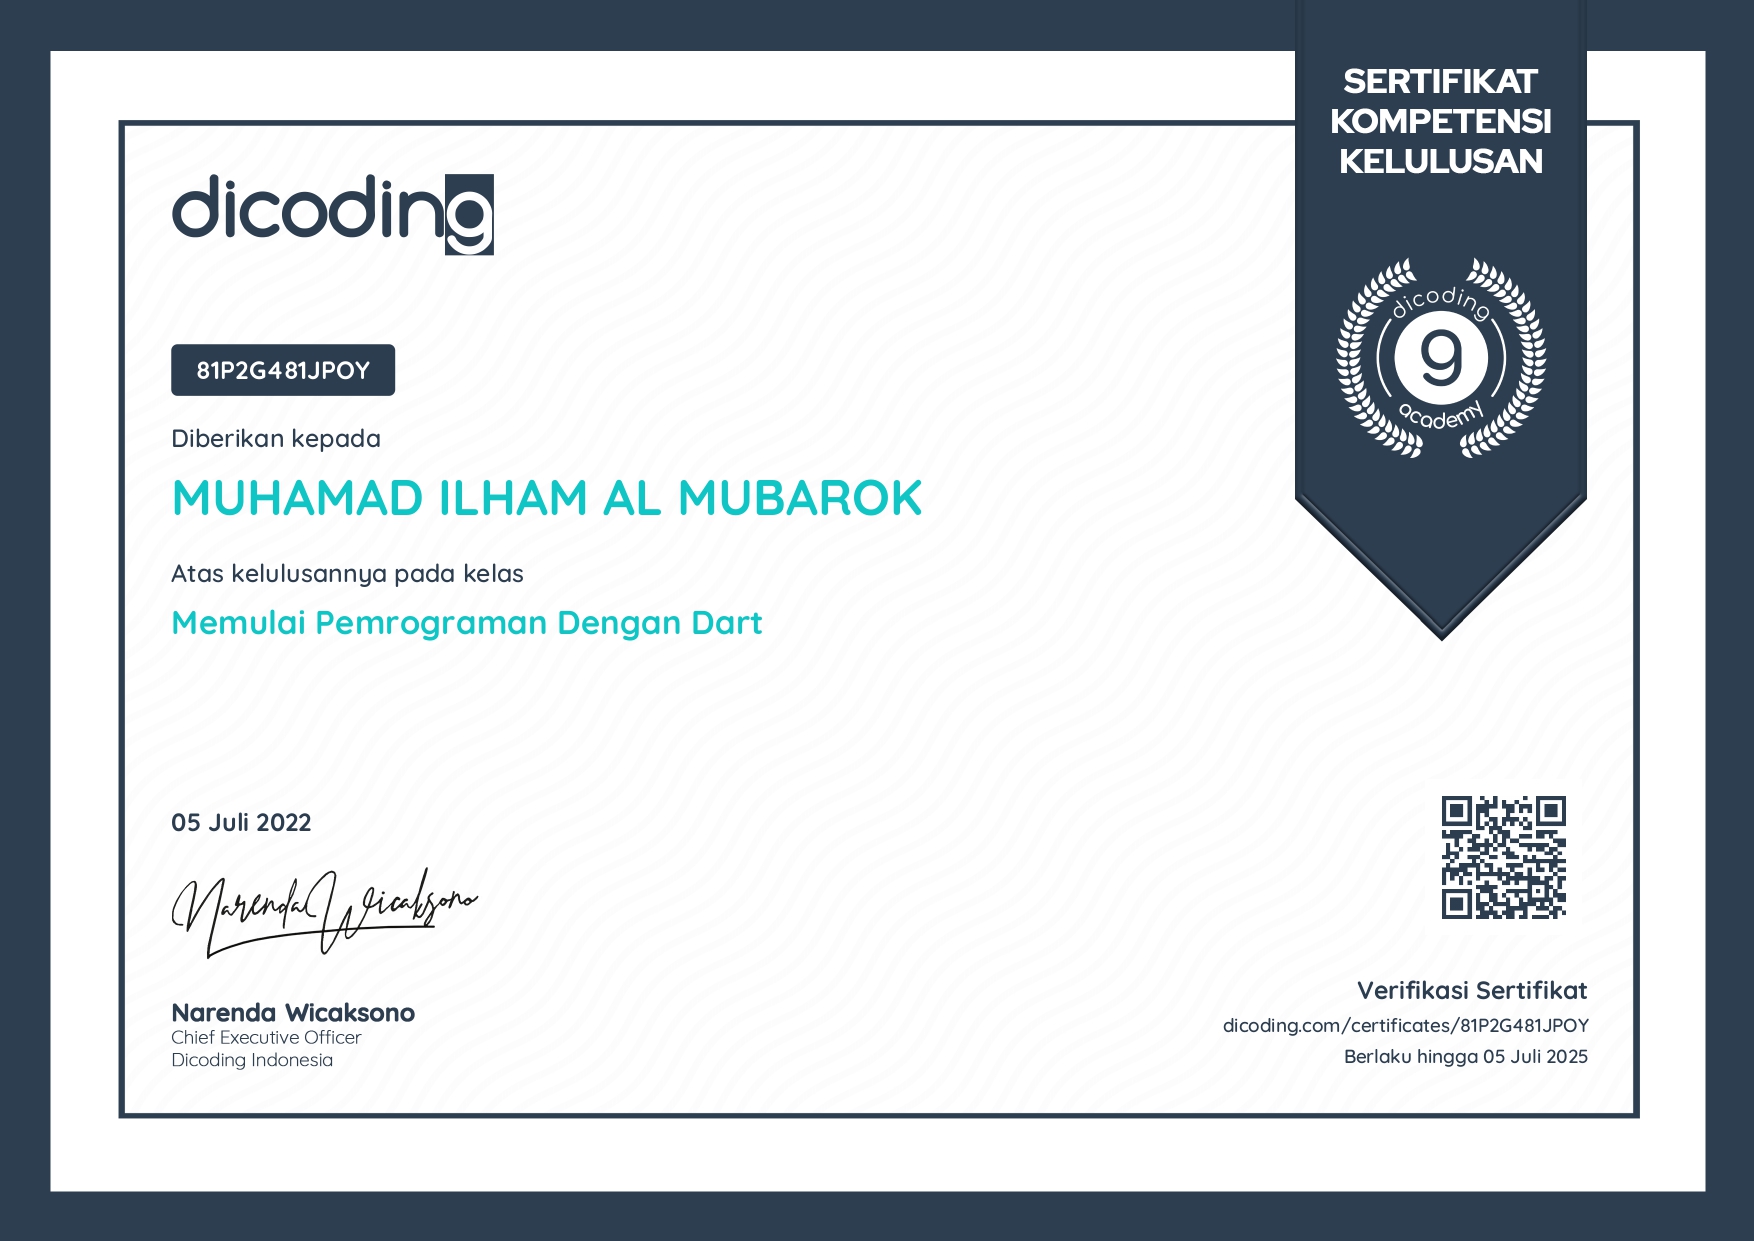 SERTIFIKAT
KOMPETENSI
KELULUSAN
dicoding
dicoding
9
academy
81P2G481JPOY
Diberikan kepada
MUHAMAD ILHAM AL MUBAROK
Atas kelulusannya pada kelas
Memulai Pemrograman Dengan Dart
05 Juli 2022
Narenda Wicaksono
Narenda Wicaksono
Chief Executive Officer
Dicoding Indonesia
Verifikasi Sertifikat
dicoding.com/certificates/81P2G481JPOY
Berlaku hingga 05 Juli 2025